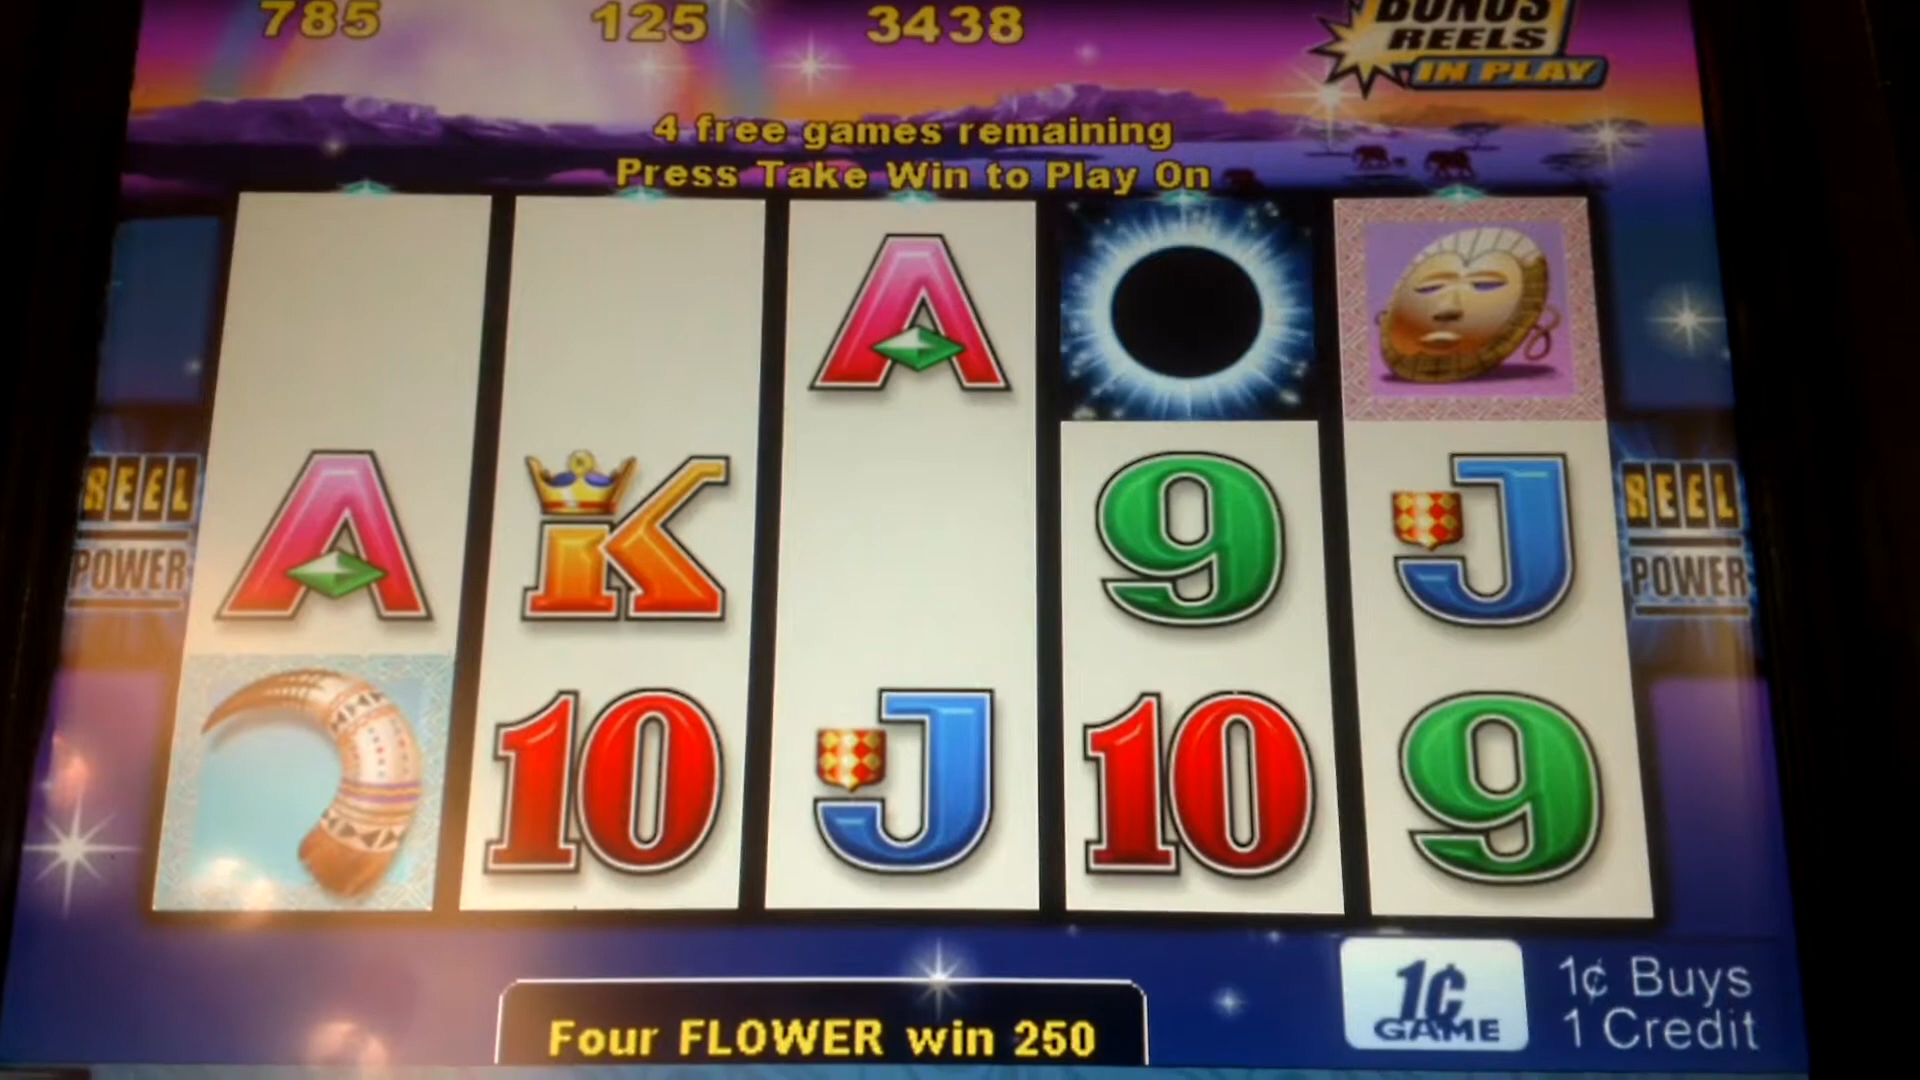 785 125 3438
BONUS
REELS
IN PLAY
4 free games remaining
Press Take Win to Play On
A
A K 9 J
10 J 10 9
REEL
POWER
REEL
POWER
Four FLOWER win 250
1¢
GAME
1¢ Buys
1 Credit